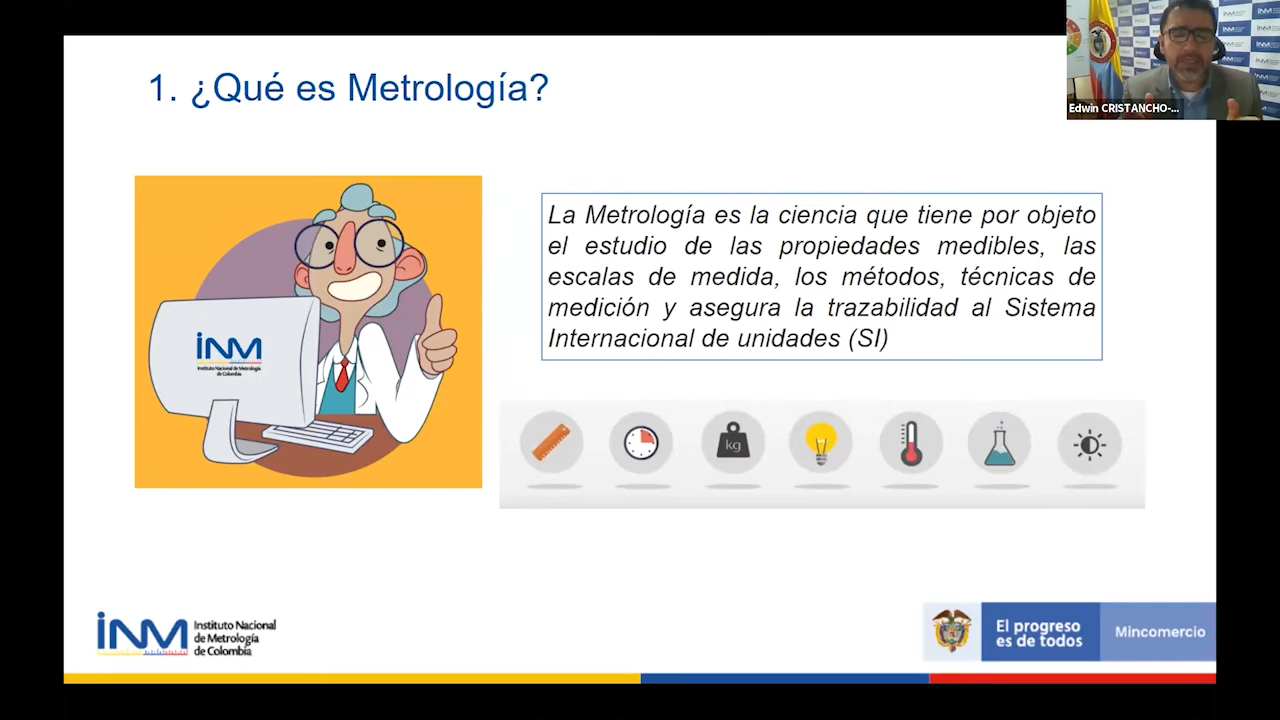 1. ¿Qué es Metrología?
Edwin CRISTANCHO-...
La Metrología es la ciencia que tiene por objeto
el estudio de las propiedades medibles, las
escalas de medida, los métodos, técnicas de
medición y asegura la trazabilidad al Sistema
Internacional de unidades (SI)
INM
Instituto Nacional de Metrología
de Colombia
kg
INM
Instituto Nacional
de Metrología
de Colombia
El progreso
es de todos
Mincomercio